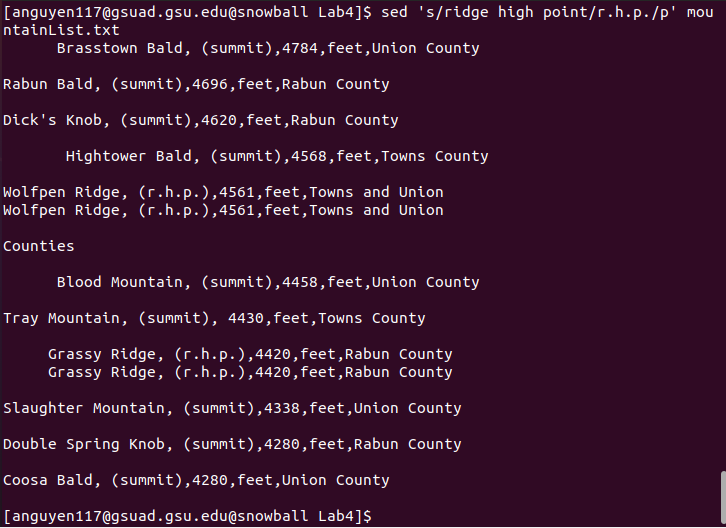 [anguyen117@gsuad.gsu.edu@snowball Lab4]$ sed 's/ridge high point/r.h.p./p' mou
ntainList.txt
Brasstown Bald, (summit),4784,feet,Union County
Rabun Bald, (summit),4696,feet,Rabun County
Dick's Knob, (summit),4620,feet,Rabun County
Hightower Bald, (summit),4568,feet,Towns County
Wolfpen Ridge, (r.h.p.),4561,feet,Towns and Union
Wolfpen Ridge, (r.h.p.),4561,feet,Towns and Union
Counties
Blood Mountain, (summit),4458,feet,Union County
Tray Mountain, (summit), 4430,feet,Towns County
Grassy Ridge, (r.h.p.),4420,feet,Rabun County
Grassy Ridge, (r.h.p.),4420,feet,Rabun County
Slaughter Mountain, (summit),4338,feet,Union County
Double Spring Knob, (summit),4280,feet,Rabun County
Coosa Bald, (summit),4280,feet,Union County
[anguyen117@gsuad.gsu.edu@snowball Lab4]$